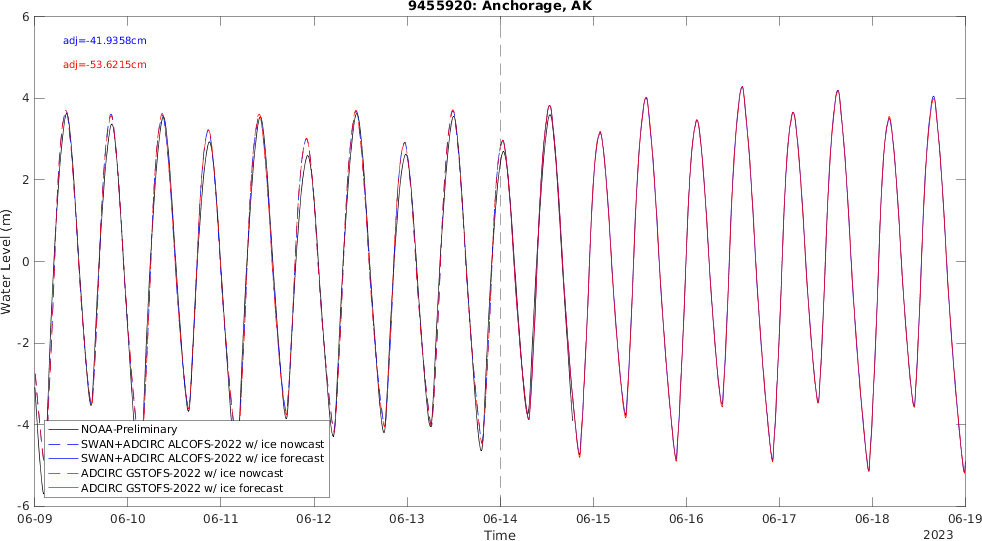 9455920: Anchorage, AK
adj=-41.9358cm
adj=-53.6215cm
6
4
2
0
-2
-4
-6
Water Level (m)
NOAA-Preliminary
SWAN+ADCIRC ALCOFS-2022 w/ ice nowcast
SWAN+ADCIRC ALCOFS-2022 w/ ice forecast
ADCIRC GSTOFS-2022 w/ ice nowcast
ADCIRC GSTOFS-2022 w/ ice forecast
06-09 06-10 06-11 06-12 06-13 06-14 06-15 06-16 06-17 06-18 06-19
Time
2023